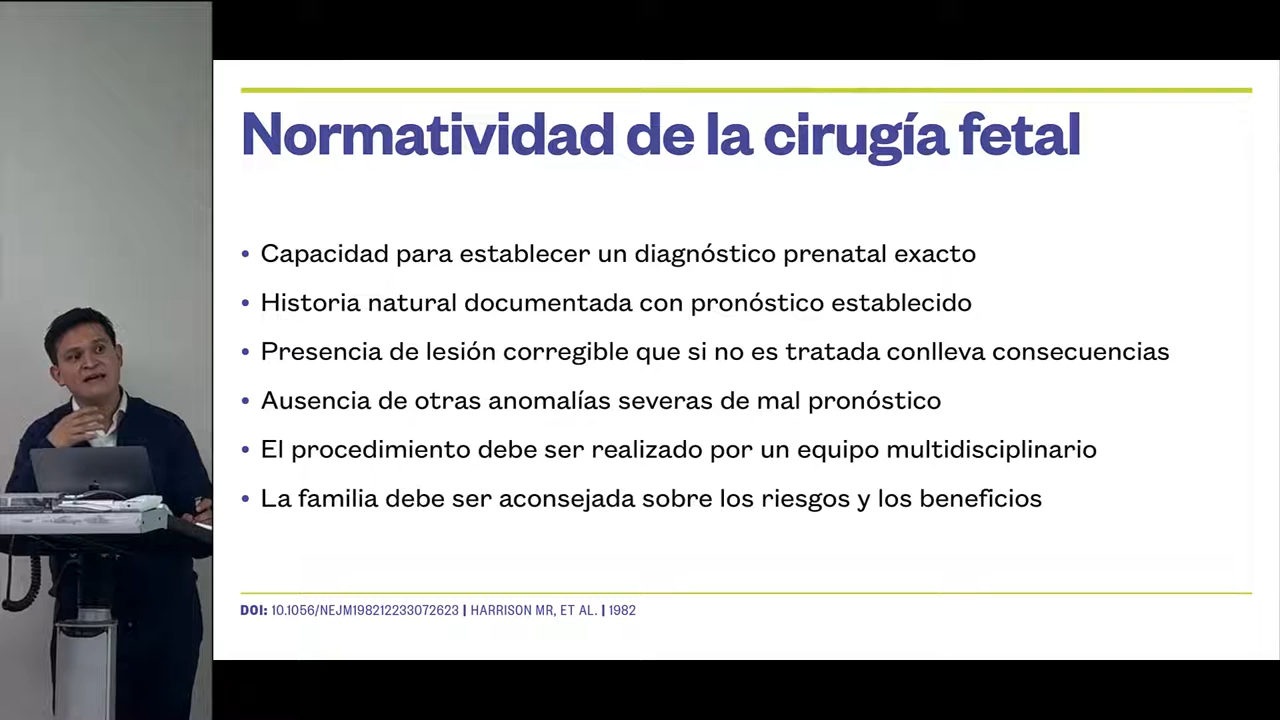 Normatividad de la cirugía fetal
• Capacidad para establecer un diagnóstico prenatal exacto
• Historia natural documentada con pronóstico establecido
• Presencia de lesión corregible que si no es tratada conlleva consecuencias
• Ausencia de otras anomalías severas de mal pronóstico
• El procedimiento debe ser realizado por un equipo multidisciplinario
• La familia debe ser aconsejada sobre los riesgos y los beneficios
DOI: 10.1056/NEJM198212233072623 | HARRISON MR, ET AL. | 1982